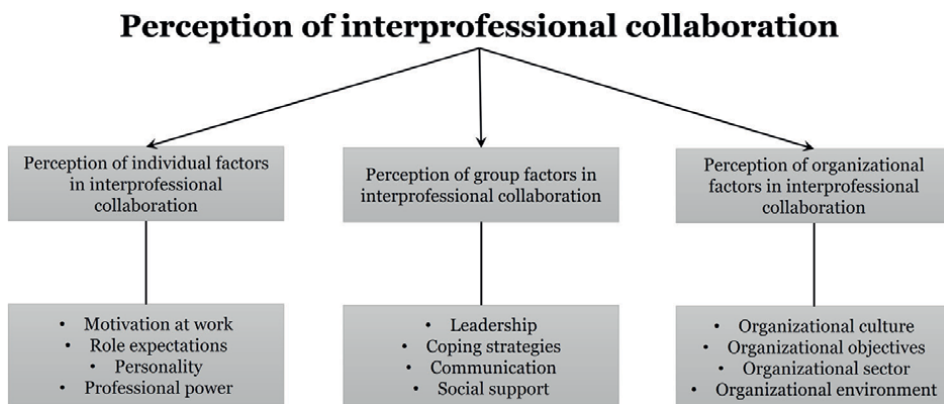 Perception of interprofessional collaboration
Perception of individual factors
in interprofessional
collaboration
Perception of group factors in
interprofessional collaboration
Perception of organizational
factors in interprofessional
collaboration
• Motivation at work
• Role expectations
• Personality
• Professional power
• Leadership
• Coping strategies
• Communication
• Social support
• Organizational culture
• Organizational objectives
• Organizational sector
• Organizational environment